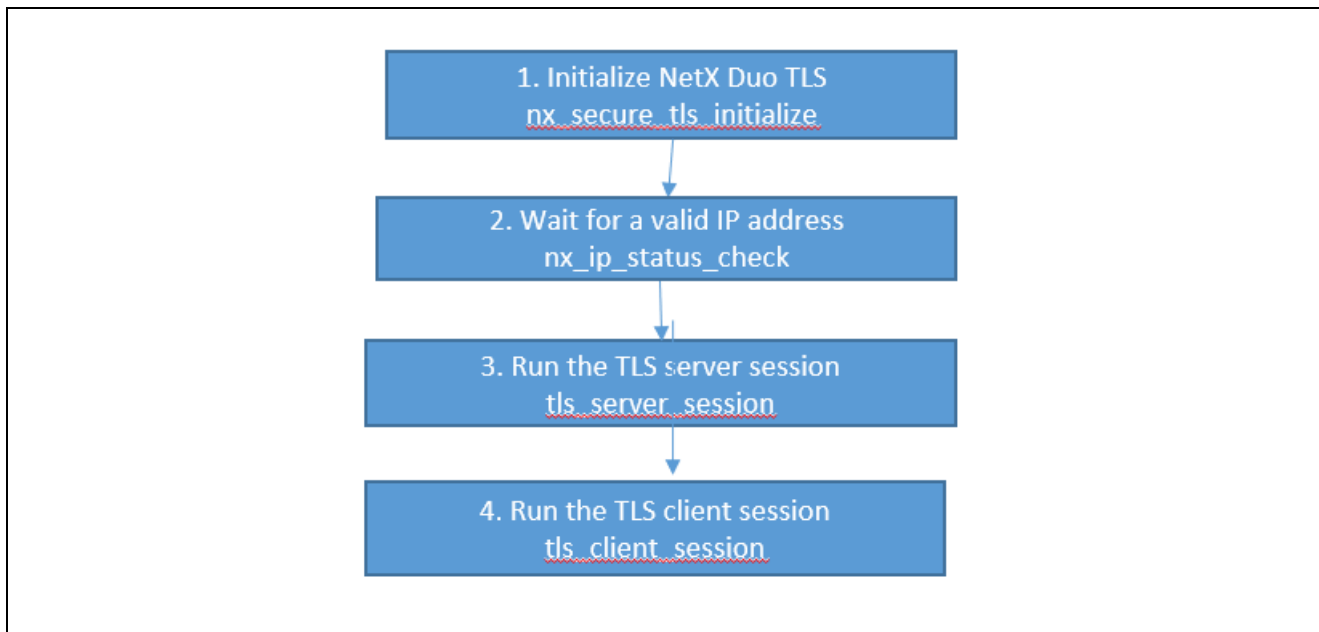 1. Initialize NetX Duo TLS
nx_secure_tls_initialize
2. Wait for a valid IP address
nx_ip_status_check
3. Run the TLS server session
tls_server_session
4. Run the TLS client session
tls_client_session